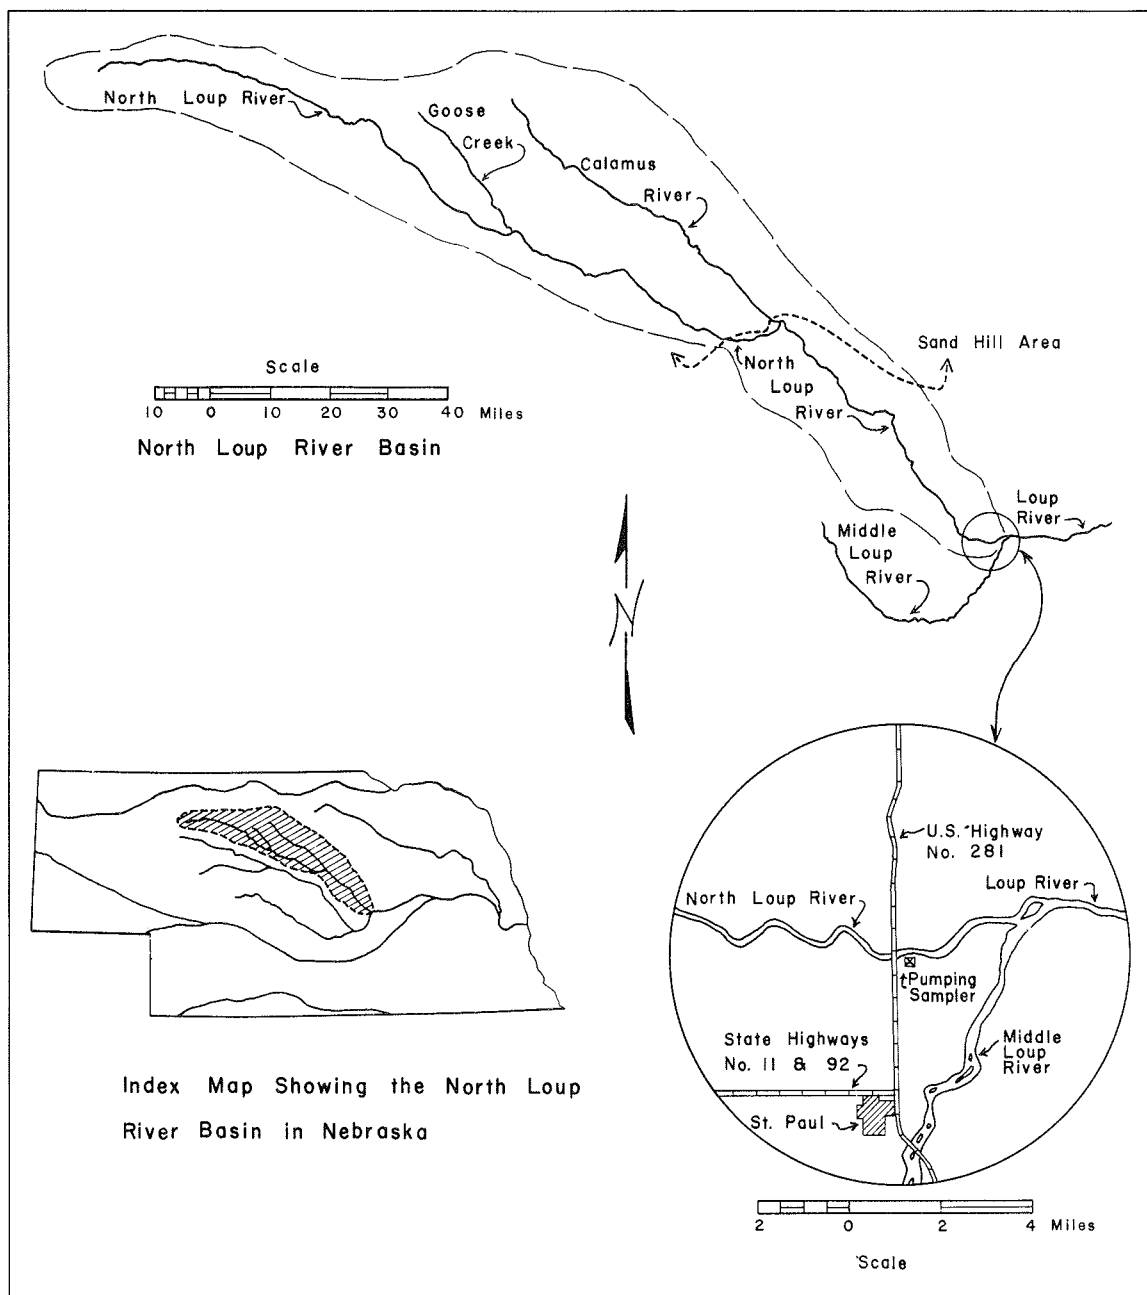 North Loup River
Goose
Creek
Calamus
River
Sand Hill Area
North
Loup
River
Scale
10 0 10 20 30 40 Miles
North Loup River Basin
Loup
River
Middle
Loup
River
N
U.S. Highway
No. 281
Loup River
North Loup River
Pumping
Sampler
State Highways
No. 11 & 92
Middle
Loup
River
St. Paul
Index Map Showing the North Loup
River Basin in Nebraska
2 0 2 4 Miles
Scale